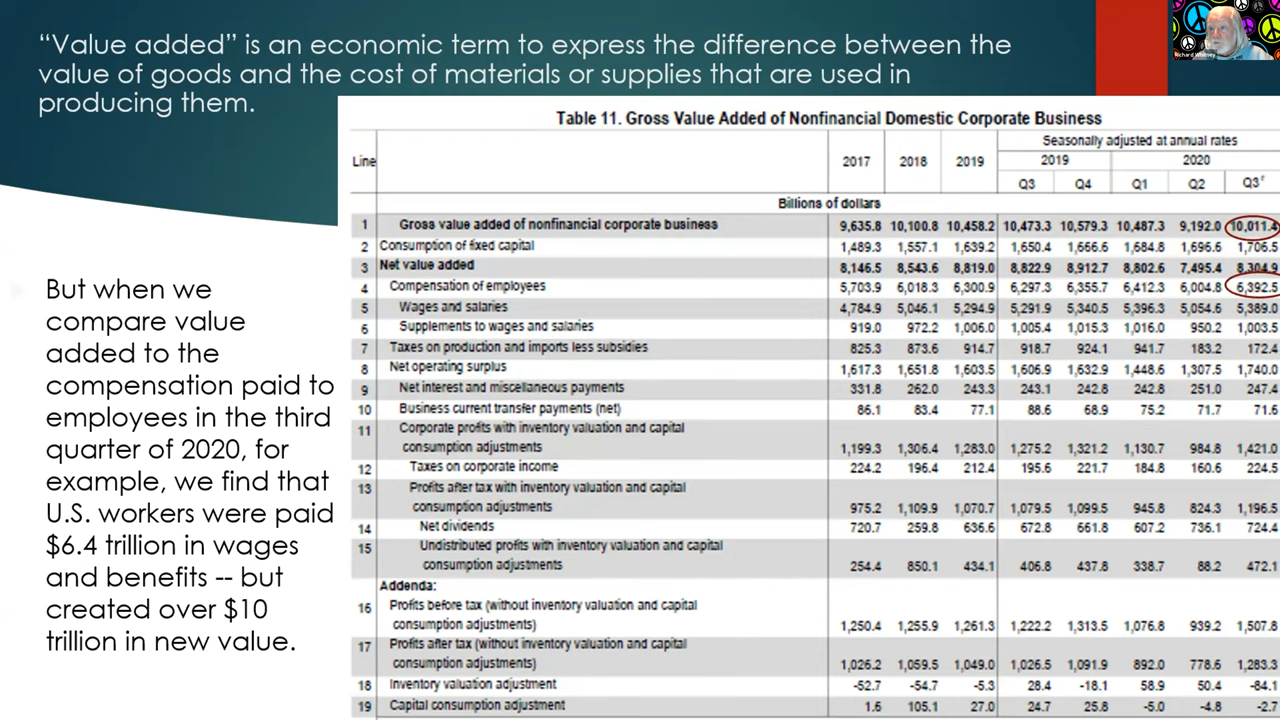 “Value added” is an economic term to express the difference between the
value of goods and the cost of materials or supplies that are used in
producing them.
Richard Whitney
But when we
compare value
added to the
compensation paid to
employees in the third
quarter of 2020, for
example, we find that
U.S. workers were paid
$6.4 trillion in wages
and benefits -- but
created over $10
trillion in new value.
Table 11. Gross Value Added of Nonfinancial Domestic Corporate Business
Seasonally adjusted at annual rates
Line 2017 2018 2019 2019 2020
Q3 Q4 Q1 Q2 Q3r
Billions of dollars
1 Gross value added of nonfinancial corporate business 9,635.8 10,100.8 10,458.2 10,473.3 10,579.3 10,487.3 9,192.0 10,011.4
2 Consumption of fixed capital 1,489.3 1,557.1 1,639.2 1,650.4 1,666.6 1,684.8 1,696.6 1,706.5
3 Net value added 8,146.5 8,543.6 8,819.0 8,822.9 8,912.7 8,802.6 7,495.4 8,304.9
4 Compensation of employees 5,703.9 6,018.3 6,300.9 6,297.3 6,355.7 6,412.3 6,004.8 6,392.5
5 Wages and salaries 4,784.9 5,046.1 5,294.9 5,291.9 5,340.5 5,396.3 5,054.6 5,389.0
6 Supplements to wages and salaries 919.0 972.2 1,006.0 1,005.4 1,015.3 1,016.0 950.2 1,003.5
7 Taxes on production and imports less subsidies 825.3 873.6 914.7 918.7 924.1 941.7 183.2 172.4
8 Net operating surplus 1,617.3 1,651.8 1,603.5 1,606.9 1,632.9 1,448.6 1,307.5 1,740.0
9 Net interest and miscellaneous payments 331.8 262.0 243.3 243.1 242.8 242.8 251.0 247.4
10 Business current transfer payments (net) 86.1 83.4 77.1 88.6 68.9 75.2 71.7 71.6
11 Corporate profits with inventory valuation and capital
consumption adjustments 1,199.3 1,306.4 1,283.0 1,275.2 1,321.2 1,130.7 984.8 1,421.0
12 Taxes on corporate income 224.2 196.4 212.4 195.6 221.7 184.8 160.6 224.5
13 Profits after tax with inventory valuation and capital
consumption adjustments 975.2 1,109.9 1,070.7 1,079.5 1,099.5 945.8 824.3 1,196.5
14 Net dividends 720.7 259.8 636.6 672.8 661.8 607.2 736.1 724.4
15 Undistributed profits with inventory valuation and capital
consumption adjustments 254.4 850.1 434.1 406.8 437.8 338.7 88.2 472.1
Addenda:
16 Profits before tax (without inventory valuation and capital
consumption adjustments) 1,250.4 1,255.9 1,261.3 1,222.2 1,313.5 1,076.8 939.2 1,507.8
17 Profits after tax (without inventory valuation and capital
consumption adjustments) 1,026.2 1,059.5 1,049.0 1,026.5 1,091.9 892.0 778.6 1,283.3
18 Inventory valuation adjustment -52.7 -54.7 -5.3 28.4 -18.1 58.9 50.4 -84.1
19 Capital consumption adjustment 1.6 105.1 27.0 24.7 25.8 -5.0 -4.8 -2.7